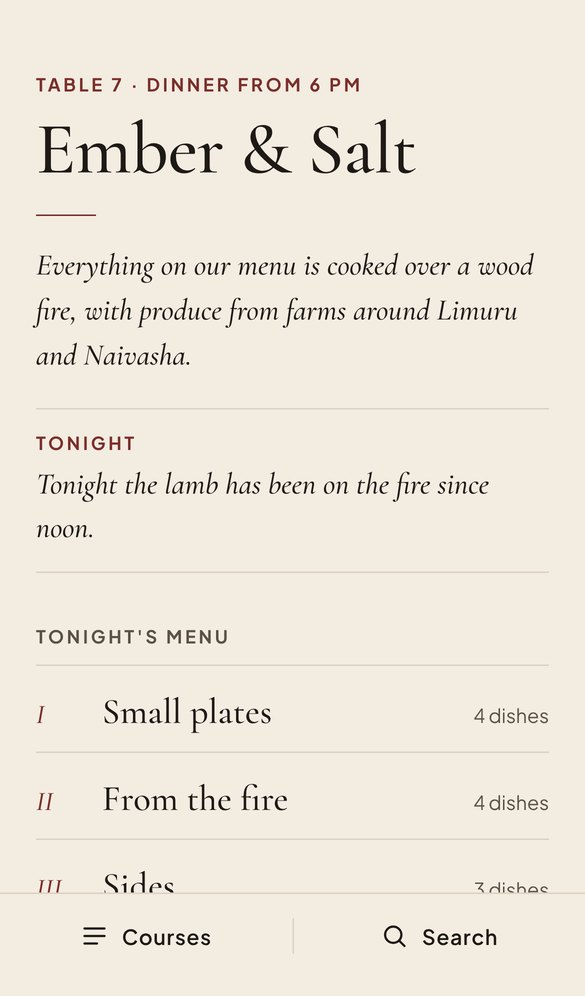 TABLE 7 · DINNER FROM 6 PM
Ember & Salt
Everything on our menu is cooked over a wood
fire, with produce from farms around Limuru
and Naivasha.
TONIGHT
Tonight the lamb has been on the fire since
noon.
TONIGHT'S MENU
I Small plates 4 dishes
II From the fire 4 dishes
III Sides 3 dishes
Courses Search